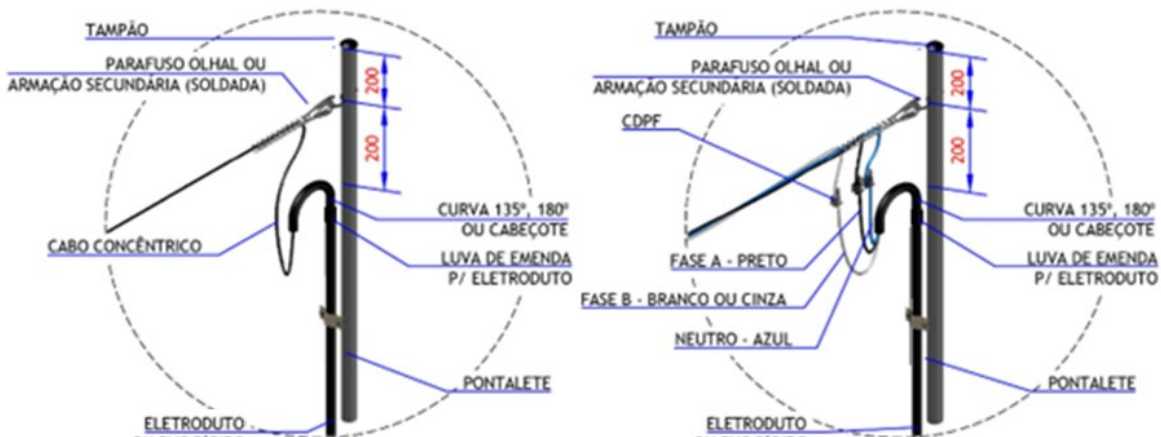 TAMPÃO
PARAFUSO OLHAL OU
ARMAÇÃO SECUNDÁRIA (SOLDADA)
200
200
CURVA 135º, 180º
OU CABEÇOTE
CABO CONCÊNTRICO
LUVA DE EMENDA
P/ ELETRODUTO
PONTALETE
ELETRODUTO
TAMPÃO
PARAFUSO OLHAL OU
ARMAÇÃO SECUNDÁRIA (SOLDADA)
200
CDPF
200
CURVA 135º, 180º
OU CABEÇOTE
FASE A - PRETO
LUVA DE EMENDA
P/ ELETRODUTO
FASE B - BRANCO OU CINZA
NEUTRO - AZUL
PONTALETE
ELETRODUTO